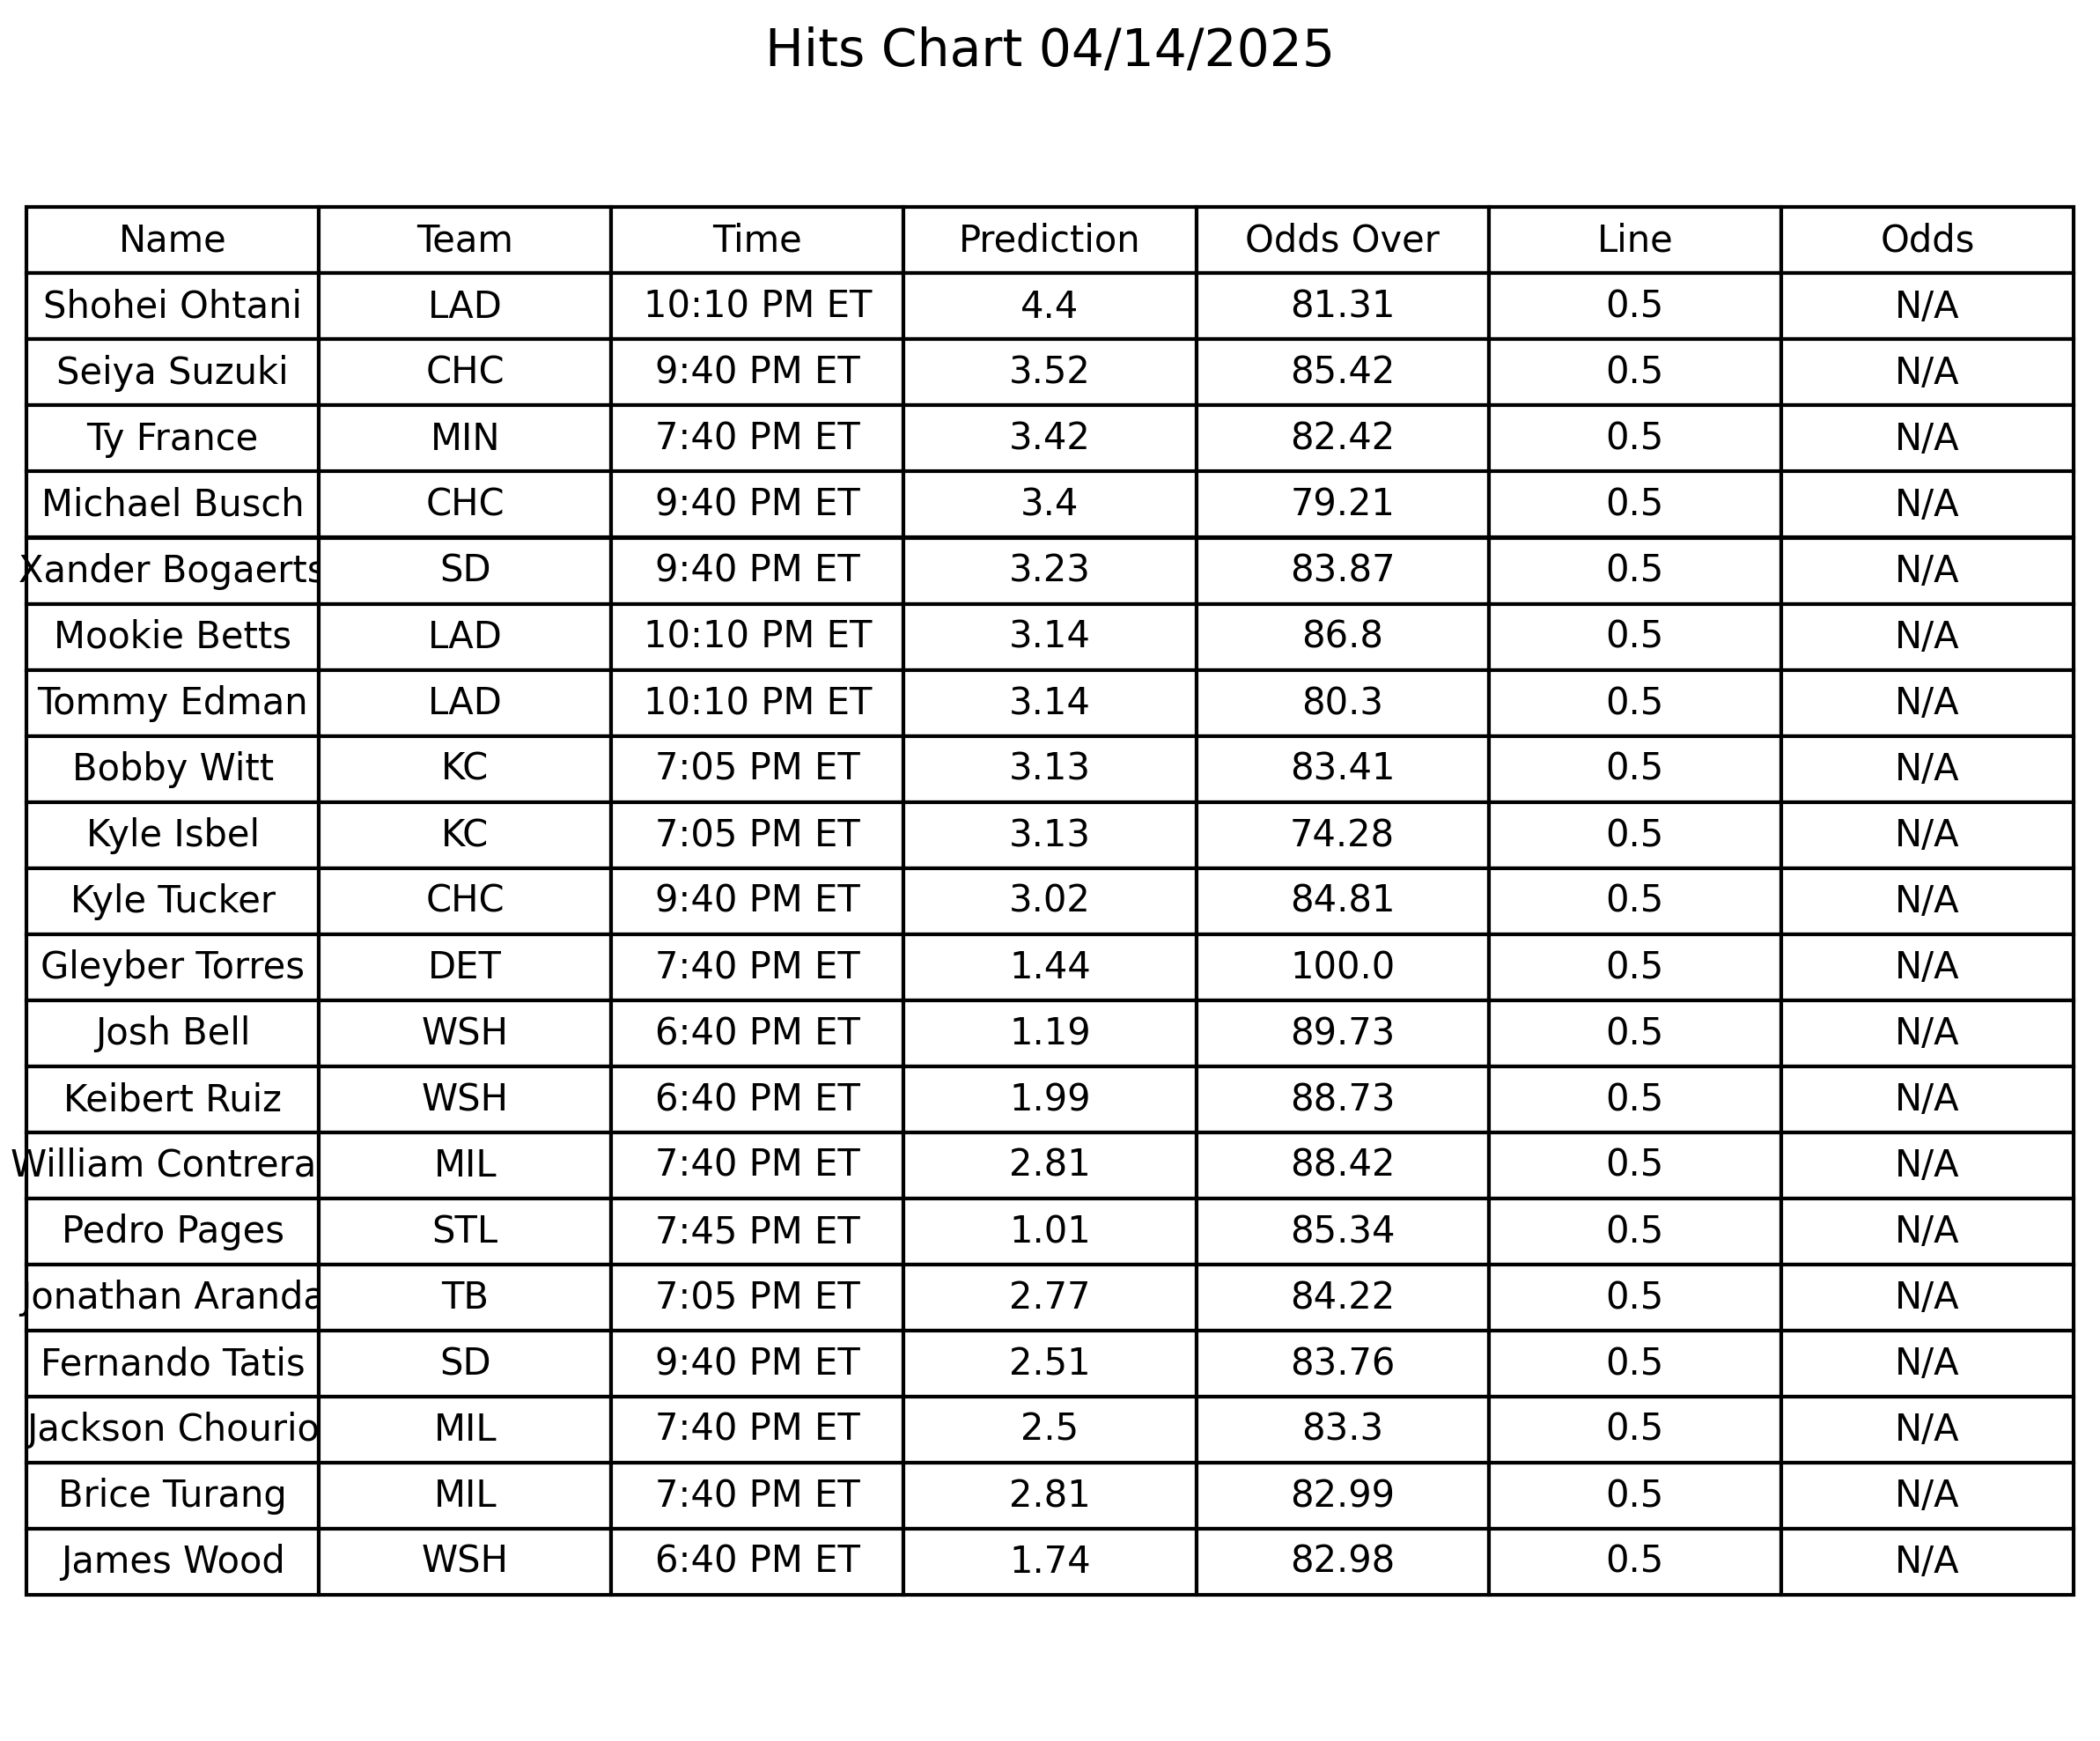 Hits Chart 04/14/2025
Name Team Time Prediction Odds Over Line Odds
Shohei Ohtani LAD 10:10 PM ET 4.4 81.31 0.5 N/A
Seiya Suzuki CHC 9:40 PM ET 3.52 85.42 0.5 N/A
Ty France MIN 7:40 PM ET 3.42 82.42 0.5 N/A
Michael Busch CHC 9:40 PM ET 3.4 79.21 0.5 N/A
Xander Bogaerts SD 9:40 PM ET 3.23 83.87 0.5 N/A
Mookie Betts LAD 10:10 PM ET 3.14 86.8 0.5 N/A
Tommy Edman LAD 10:10 PM ET 3.14 80.3 0.5 N/A
Bobby Witt KC 7:05 PM ET 3.13 83.41 0.5 N/A
Kyle Isbel KC 7:05 PM ET 3.13 74.28 0.5 N/A
Kyle Tucker CHC 9:40 PM ET 3.02 84.81 0.5 N/A
Gleyber Torres DET 7:40 PM ET 1.44 100.0 0.5 N/A
Josh Bell WSH 6:40 PM ET 1.19 89.73 0.5 N/A
Keibert Ruiz WSH 6:40 PM ET 1.99 88.73 0.5 N/A
William Contrera MIL 7:40 PM ET 2.81 88.42 0.5 N/A
Pedro Pages STL 7:45 PM ET 1.01 85.34 0.5 N/A
Jonathan Aranda TB 7:05 PM ET 2.77 84.22 0.5 N/A
Fernando Tatis SD 9:40 PM ET 2.51 83.76 0.5 N/A
Jackson Chourio MIL 7:40 PM ET 2.5 83.3 0.5 N/A
Brice Turang MIL 7:40 PM ET 2.81 82.99 0.5 N/A
James Wood WSH 6:40 PM ET 1.74 82.98 0.5 N/A